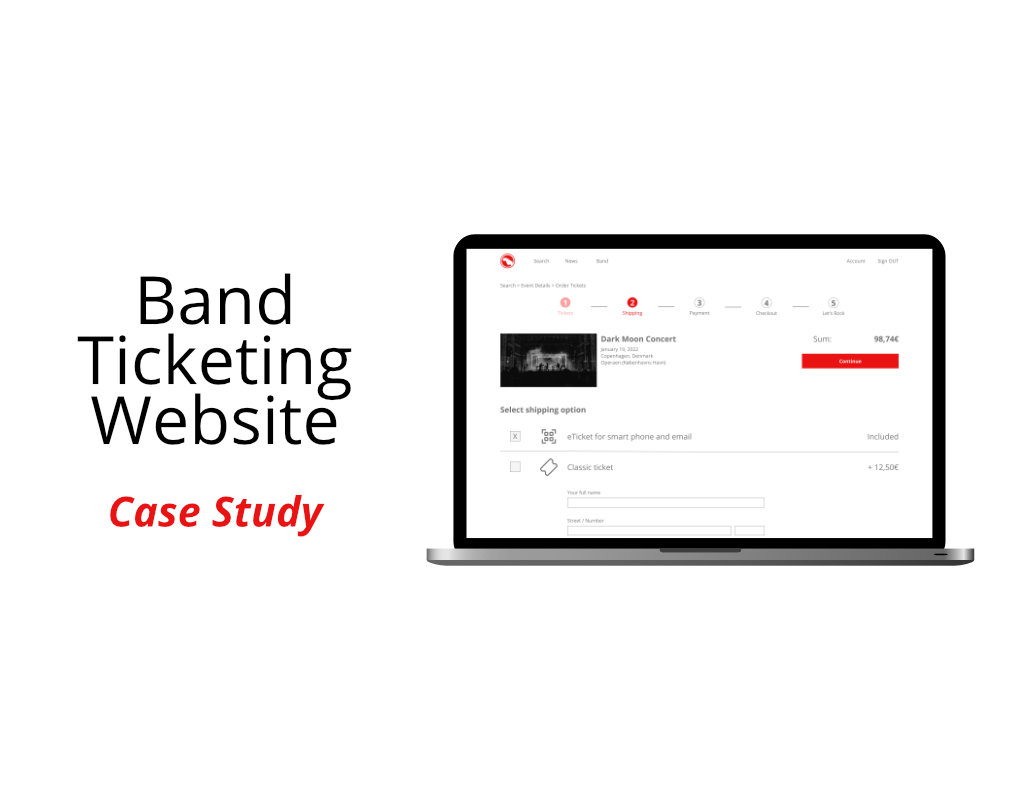 Band
Ticketing
Website
Case Study
Search
News
Band
Account
Sign OUT
Search > Event Details > Order Tickets
1
2
3
4
5
Tickets
Shipping
Payment
Checkout
Let's Rock
Dark Moon Concert
January 19, 2022
Copenhagen, Denmark
Operaen (Københavns Havn)
Sum:
98,74€
Continue
Select shipping option
X
eTicket for smart phone and email
Included
Classic ticket
+ 12,50€
Your full name
Street / Number